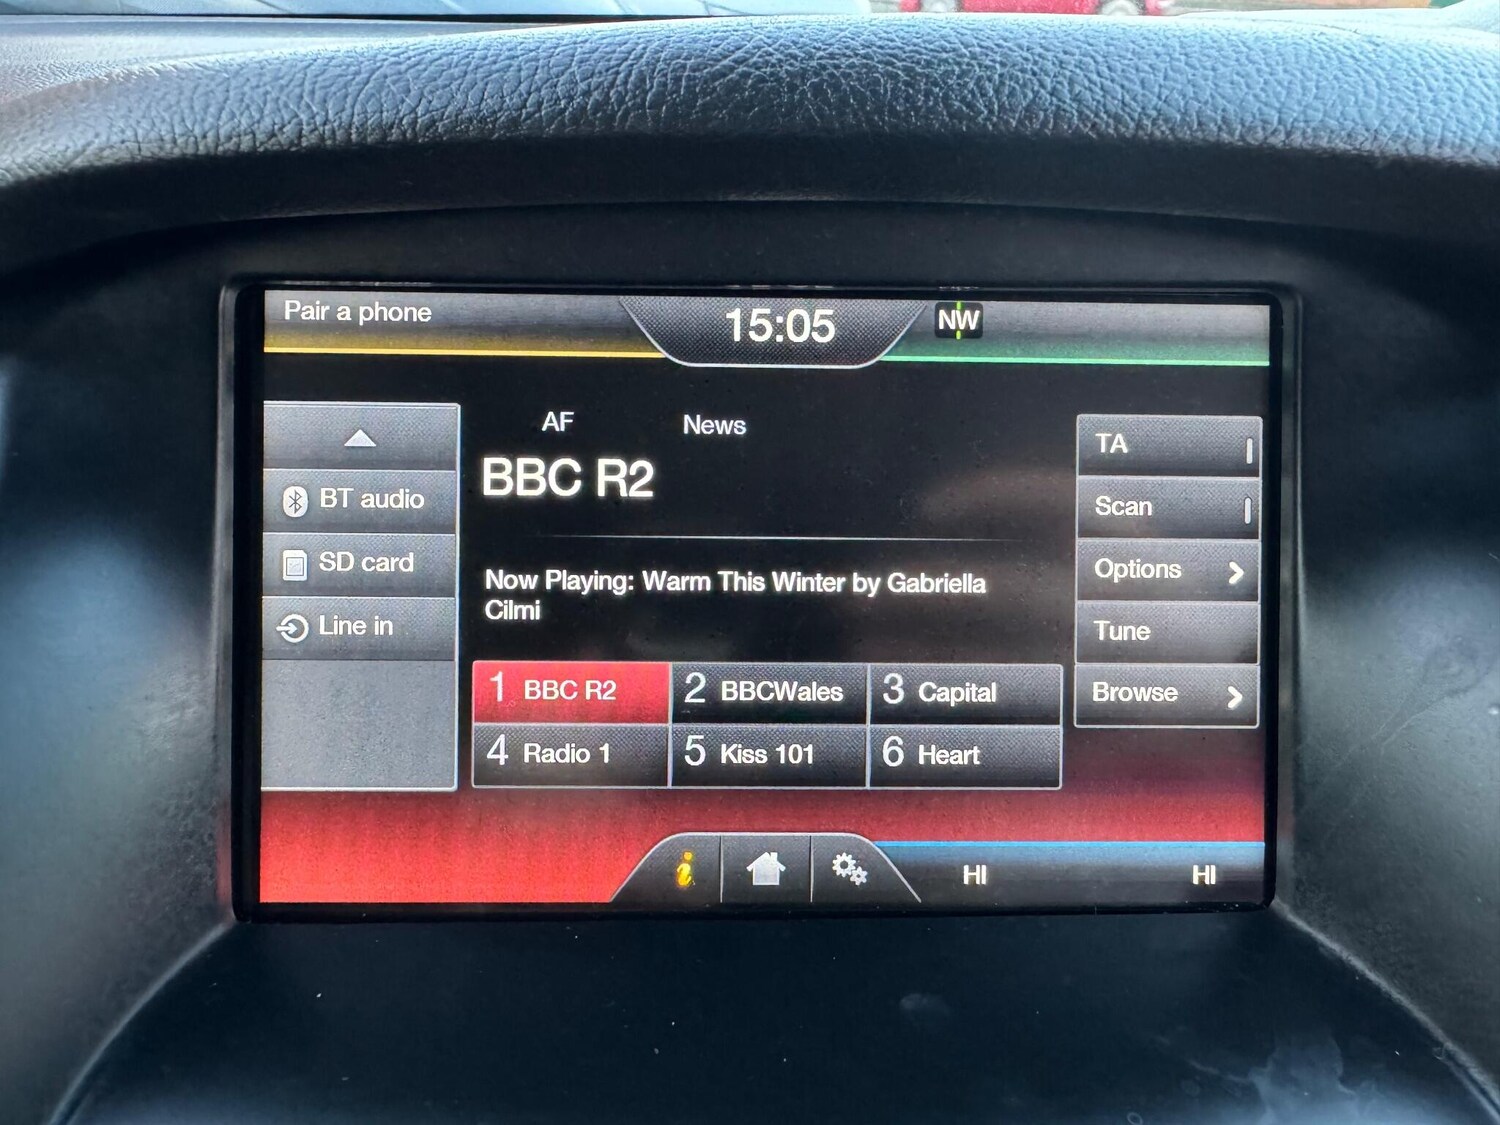 Pair a phone
15:05
NW
AF
News
BBC R2
Now Playing: Warm This Winter by Gabriella
Cilmi
BT audio
SD card
Line in
TA
Scan
Options
Tune
Browse
1 BBC R2
2 BBCWales
3 Capital
4 Radio 1
5 Kiss 101
6 Heart
i
HI
HI